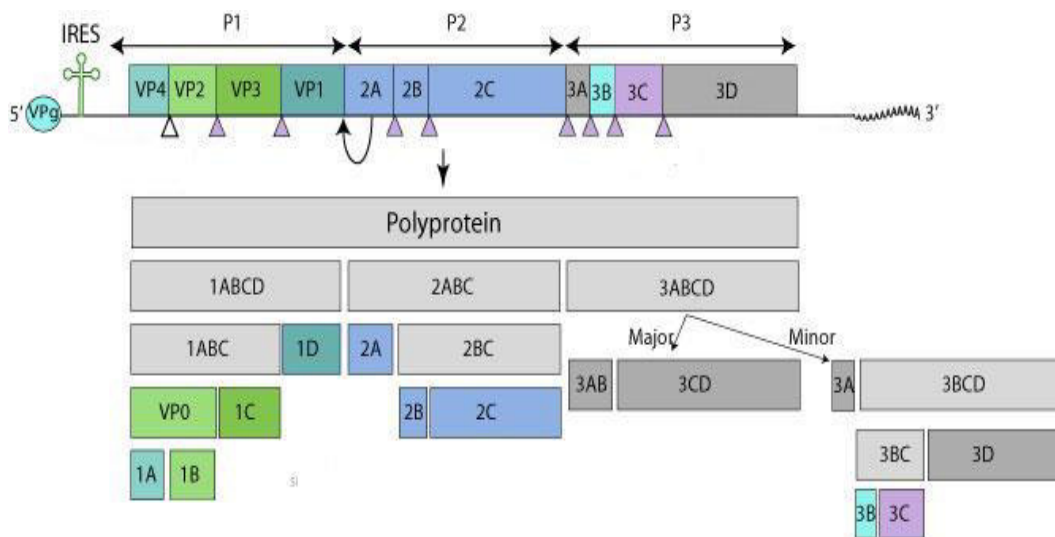 P1 P2 P3
IRES
VP4 VP2 VP3 VP1 2A 2B 2C 3A 3B 3C 3D
5' VPg 3'
Polyprotein
1ABCD 2ABC 3ABCD
Major Minor
1ABC 1D 2A 2BC
3AB 3CD 3A 3BCD
VP0 1C 2B 2C
3BC 3D
1A 1B
si
3B 3C